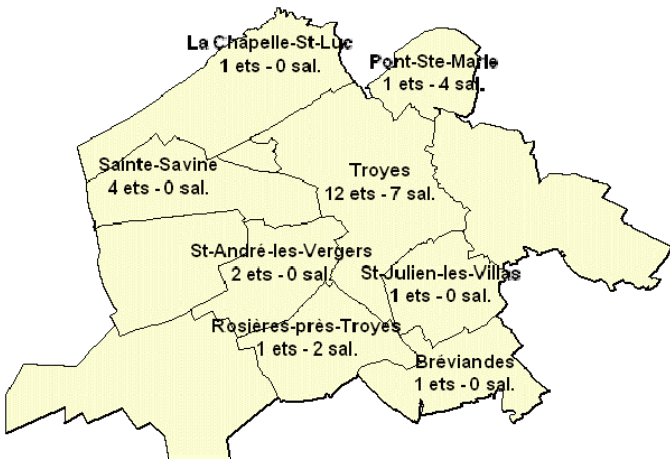 La Chapelle-St-Luc
1 ets - 0 sal.
Pont-Ste-Marie
1 ets - 4 sal.
Sainte-Savine
4 ets - 0 sal.
Troyes
12 ets - 7 sal.
St-André-les-Vergers
2 ets - 0 sal.
St-Julien-les-Villas
1 ets - 0 sal.
Rosières-près-Troyes
1 ets - 2 sal.
Bréviandes
1 ets - 0 sal.